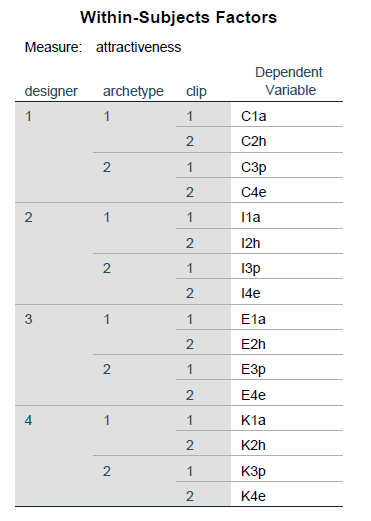 Within-Subjects Factors
Measure: attractiveness
designer archetype clip Dependent Variable
1 1 1 C1a
2 C2h
2 1 C3p
2 C4e
2 1 1 I1a
2 I2h
2 1 I3p
2 I4e
3 1 1 E1a
2 E2h
2 1 E3p
2 E4e
4 1 1 K1a
2 K2h
2 1 K3p
2 K4e